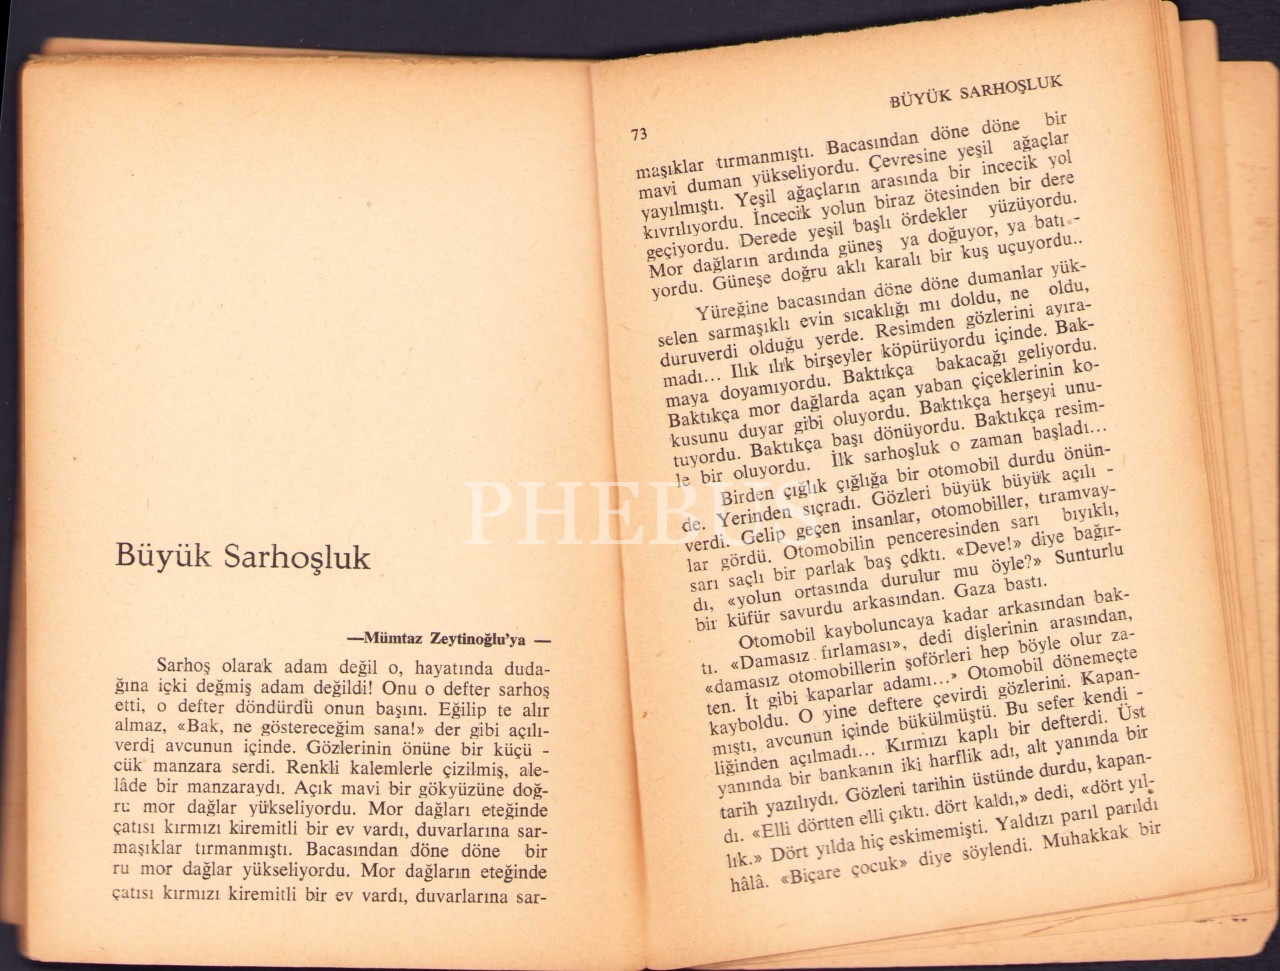 Büyük Sarhoşluk
—Mümtaz Zeytinoğlu'ya —
Sarhoş olarak adam değil o, hayatında duda-
ğına içki değmiş adam değildi! Onu o defter sarhoş
etti, o defter döndürdü onun başını. Eğilip te alır
almaz, «Bak, ne göstereceğim sana!» der gibi açılı-
verdi avcunun içinde. Gözlerinin önüne bir küçü -
cük manzara serdi. Renkli kalemlerle çizilmiş, ale-
lâde bir manzaraydı. Açık mavi bir gökyüzüne doğ-
ru mor dağlar yükseliyordu. Mor dağları eteğinde
çatısı kırmızı kiremitli bir ev vardı, duvarlarına sar-
maşıklar tırmanmıştı. Bacasından döne döne bir
ru mor dağlar yükseliyordu. Mor dağların eteğinde
çatısı kırmızı kiremitli bir ev vardı, duvarlarına sar-
73
BÜYÜK SARHOŞLUK
maşıklar tırmanmıştı. Bacasından döne döne bir
mavi duman yükseliyordu. Çevresine yeşil ağaçlar
yayılmıştı. Yeşil ağaçların arasında bir incecik yol
kıvrılıyordu. İncecik yolun biraz ötesinden bir dere
geçiyordu. Derede yeşil başlı ördekler yüzüyordu.
Mor dağların ardında güneş ya doğuyor, ya batı -
yordu. Güneşe doğru aklı karalı bir kuş uçuyordu..
Yüreğine bacasından döne döne dumanlar yük-
selen sarmaşıklı evin sıcaklığı mı doldu, ne oldu,
duruverdi olduğu yerde. Resimden gözlerini ayıra-
madı... Ilık ılık birşeyler köpürüyordu içinde. Bak-
maya doyamıyordu. Baktıkça bakacağı geliyordu.
Baktıkça mor dağlarda açan yaban çiçeklerinin ko-
kusunu duyar gibi oluyordu. Baktıkça herşeyi unu-
tuyordu. Baktıkça başı dönüyordu. Baktıkça resim-
le bir oluyordu. İlk sarhoşluk o zaman başladı...
Birden çığlık çığlığa bir otomobil durdu önün-
de. Yerinden sıçradı. Gözleri büyük büyük açılı -
verdi. Gelip geçen insanlar, otomobiller, tıramvay-
lar gördü. Otomobilin penceresinden sarı bıyıklı,
sarı saçlı bir parlak baş çdktı. «Deve!» diye bağır-
dı, «yolun ortasında durulur mu öyle?» Sunturlu
bir küfür savurdu arkasından. Gaza bastı.
Otomobil kayboluncaya kadar arkasından bak-
tı. «Damasız fırlaması», dedi dişlerinin arasından,
«damasız otomobillerin şoförleri hep böyle olur za-
ten. İt gibi kaparlar adamı...» Otomobil dönemeçte
kayboldu. O yine deftere çevirdi gözlerini. Kapan-
mıştı, avcunun içinde bükülmüştü. Bu sefer kendi -
liğinden açılmadı... Kırmızı kaplı bir defterdi. Üst
yanında bir bankanın iki harflik adı, alt yanında bir
tarih yazılıydı. Gözleri tarihin üstünde durdu, kapan-
dı. «Elli dörtten elli çıktı. dört kaldı,» dedi, «dört yıl-
lık.» Dört yılda hiç eskimemişti. Yaldızı parıl parıldı
hâlâ. «Biçare çocuk» diye söylendi. Muhakkak bir
PHEBUS